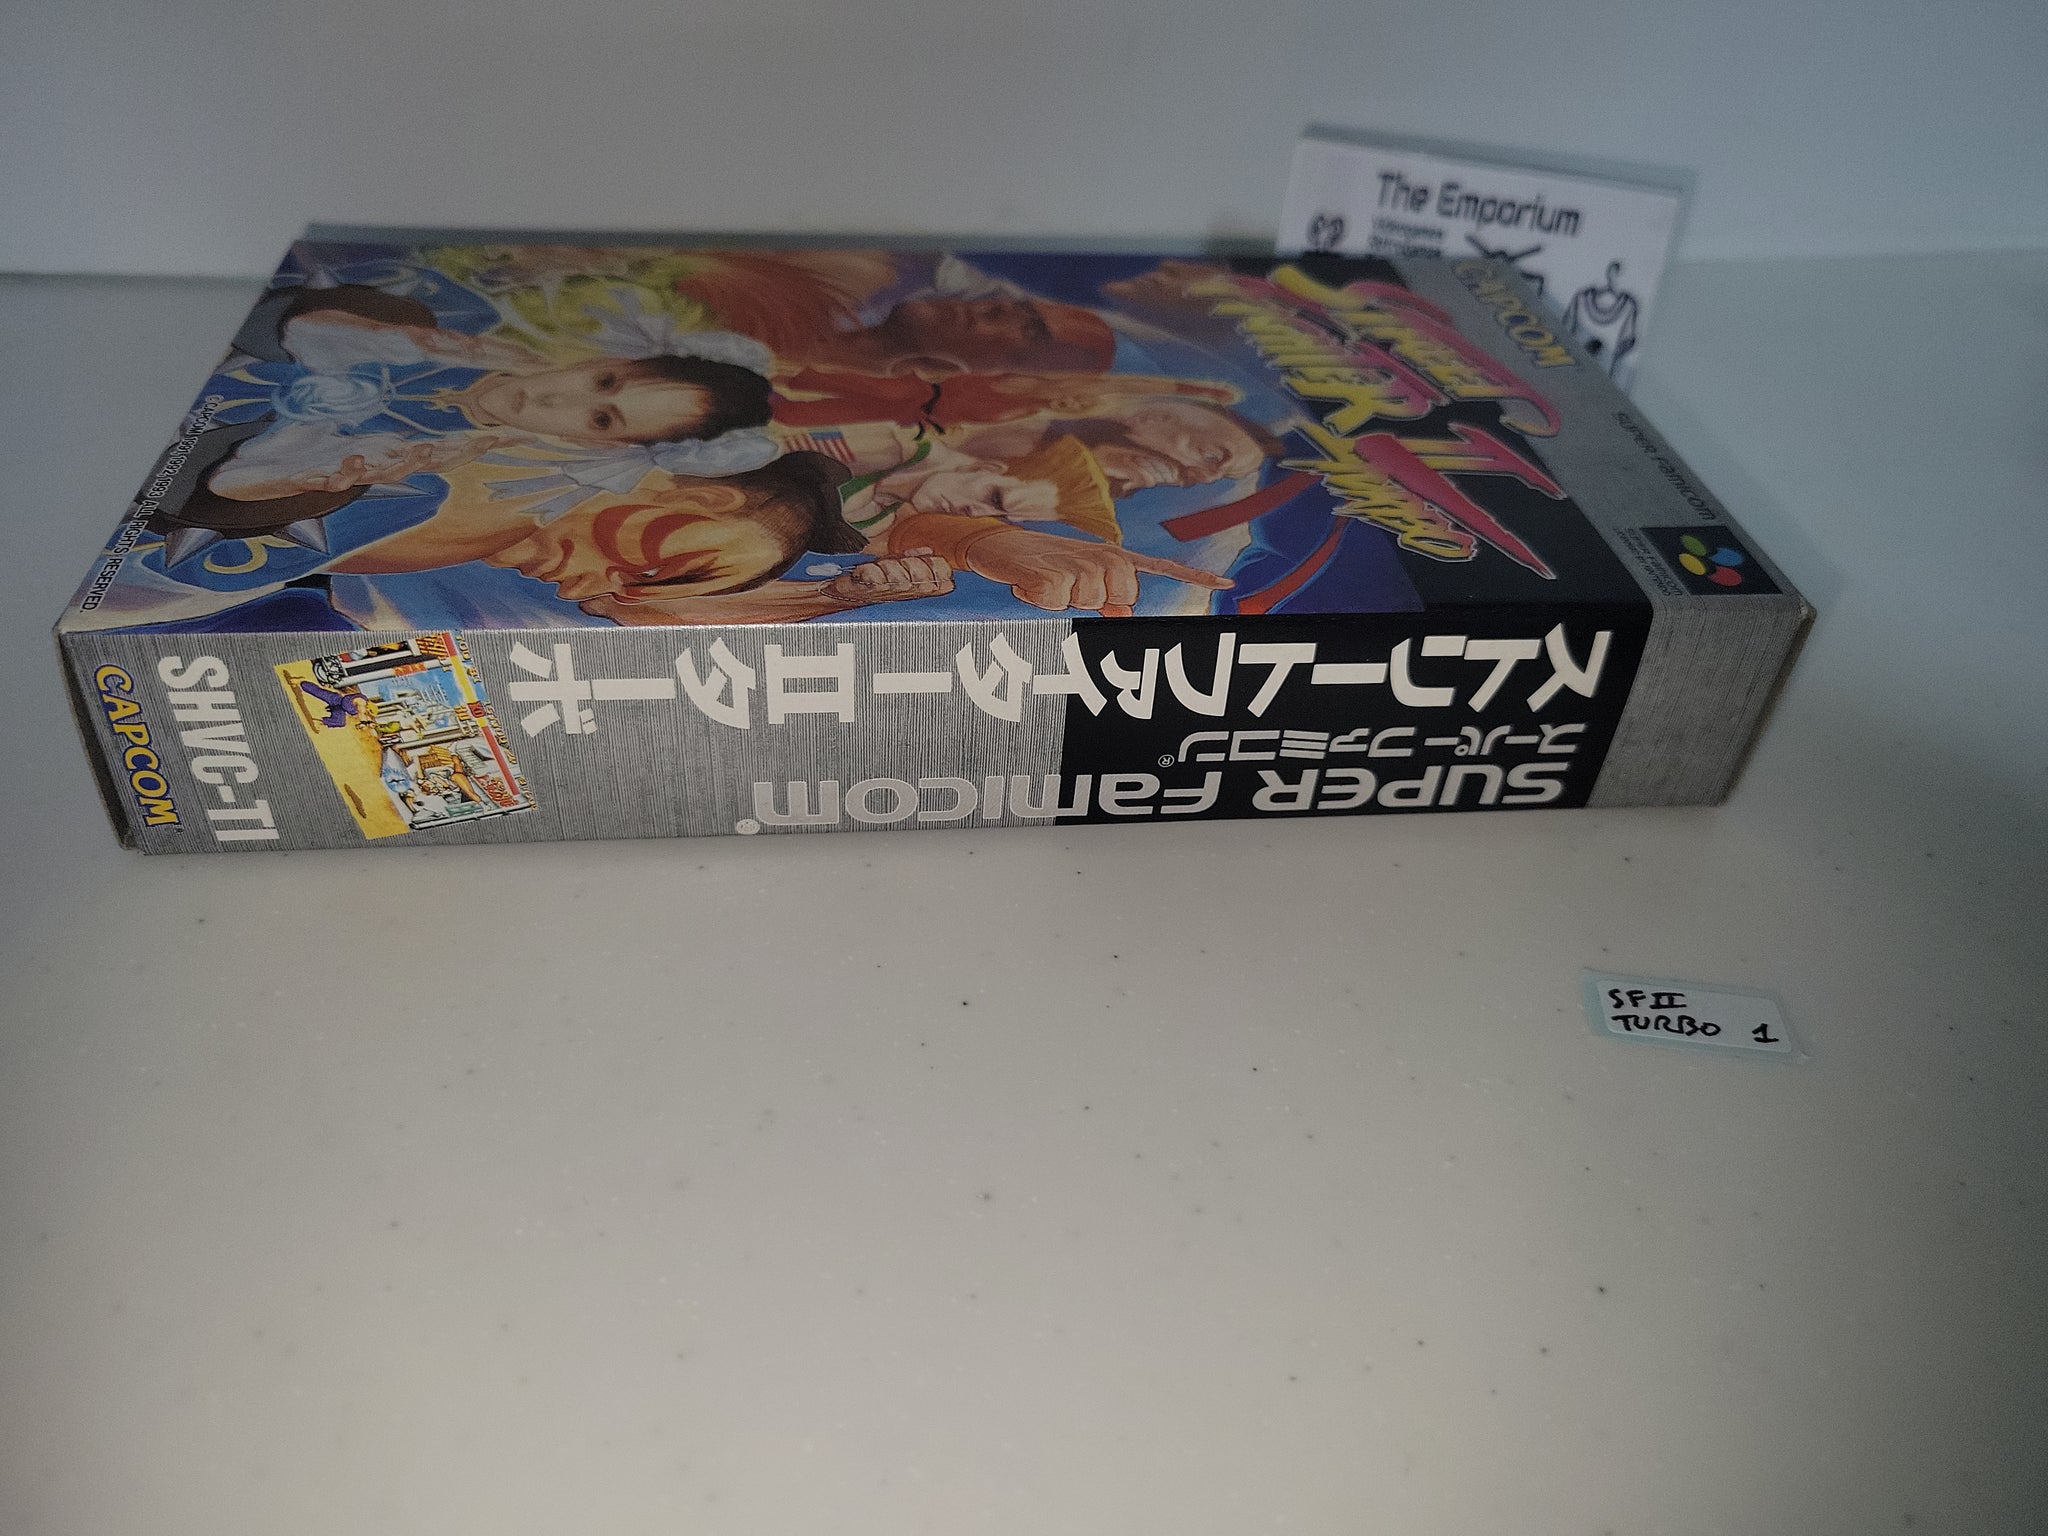 The Emporium
CAPCOM
STREET
FIGHTER II
TURBO
SUPER FAMICOM
© CAPCOM 1991,1992,1993 ALL RIGHTS RESERVED.
ストリートファイターⅡターボ
スーパーファミコン®
SUPER FAMICOM
SHVC-TI
CAPCOM
SFII
TURBO 1